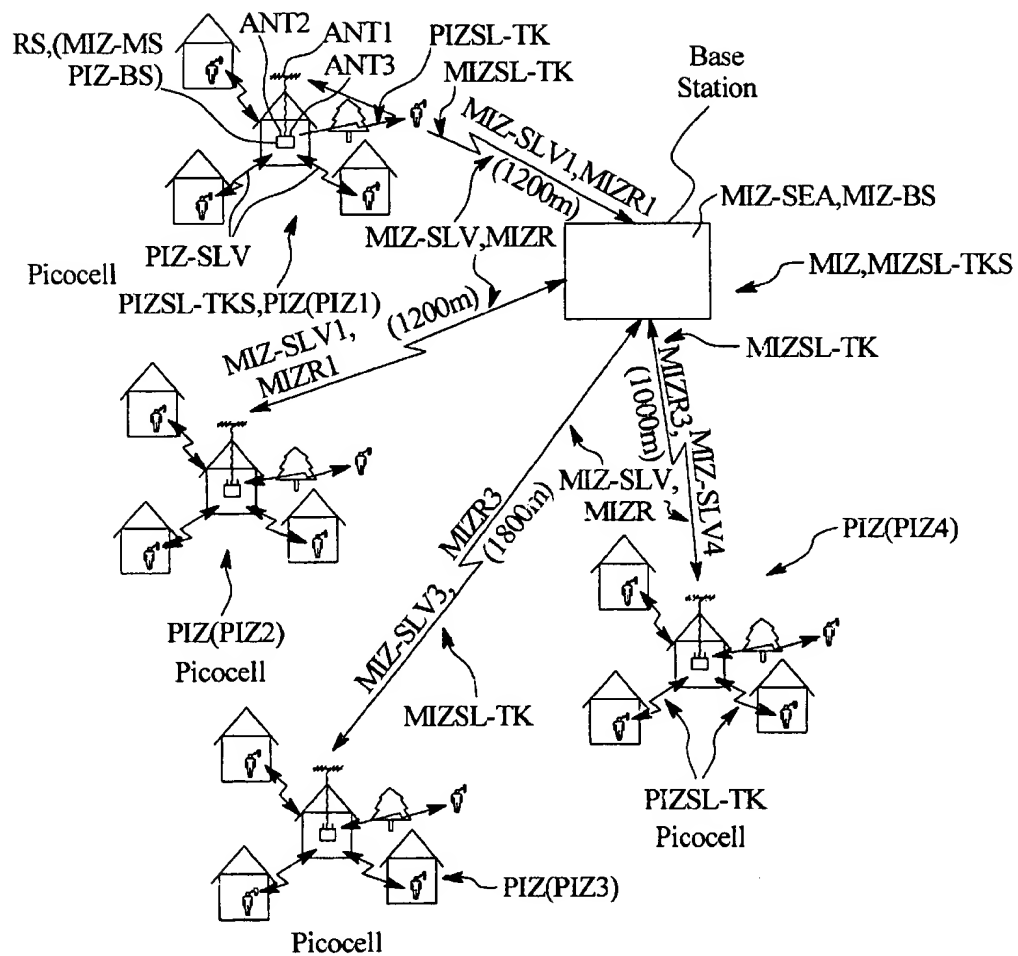 RS,(MIZ-MS
PIZ-BS)
ANT2
ANT1
ANT3
PIZSL-TK
MIZSL-TK
Base
Station
MIZ-SLV1,MIZR1
(1200m)
MIZ-SEA,MIZ-BS
MIZ-SLV,MIZR
PIZ-SLV
Picocell
PIZSL-TKS,PIZ(PIZ1)
MIZ,MIZSL-TKS
(1200m)
MIZ-SLV1,
MIZR1
MIZSL-TK
MIZR3,
MIZ-SLV4
(1000m)
MIZ-SLV,
MIZR
MIZR3
(1800m)
MIZ-SLV3,
PIZ(PIZ4)
PIZ(PIZ2)
Picocell
MIZSL-TK
PIZSL-TK
Picocell
PIZ(PIZ3)
Picocell